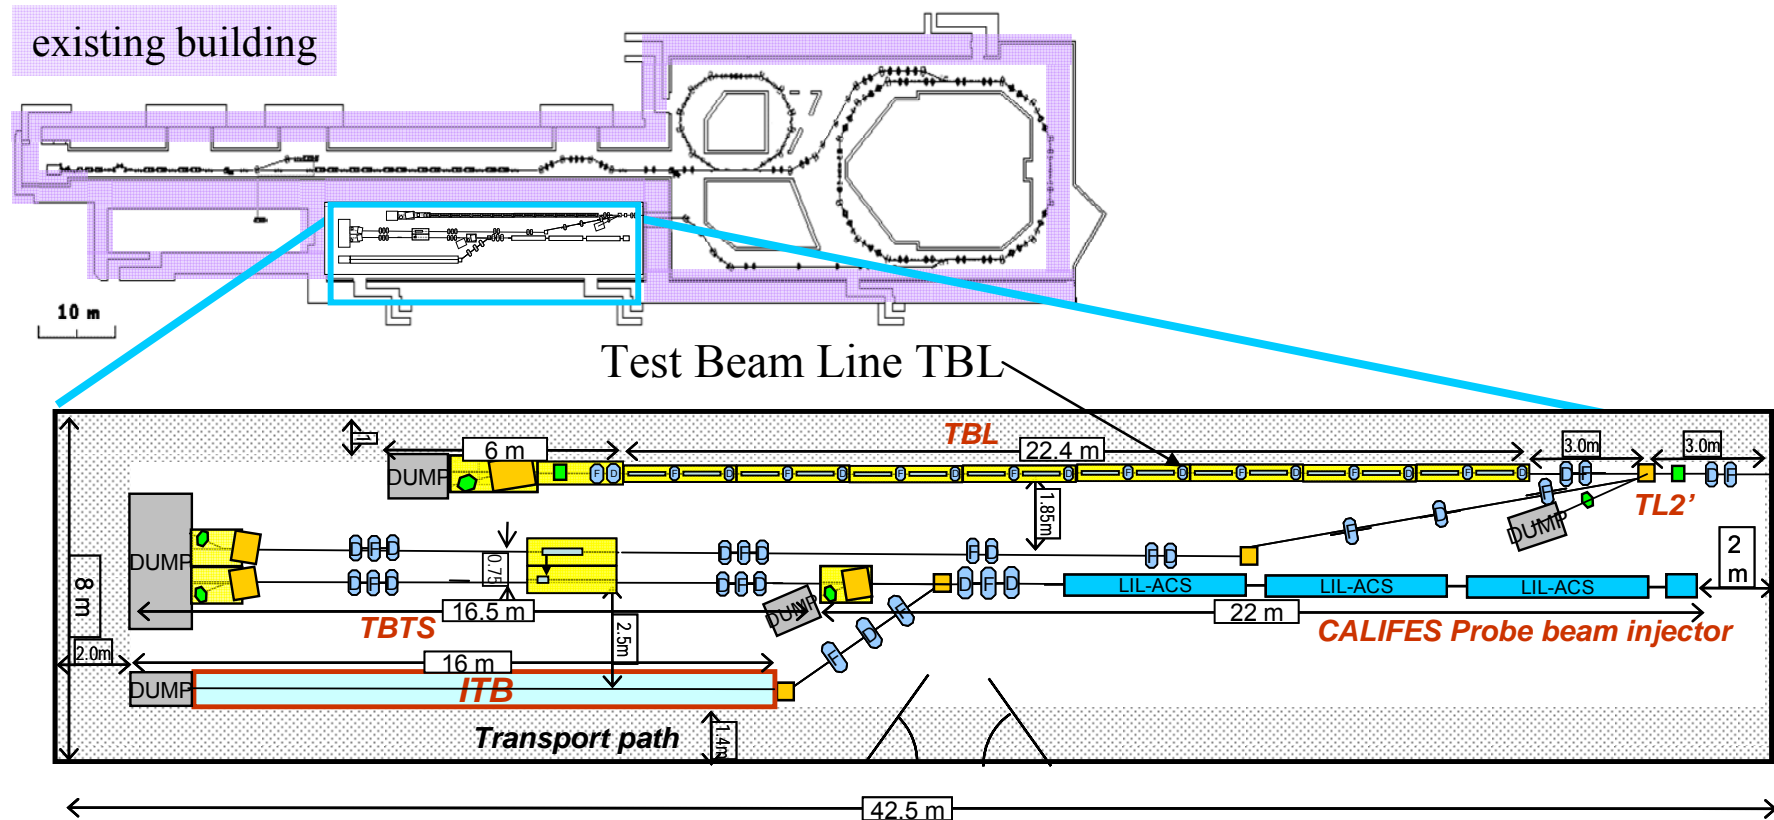 existing building
10 m
Test Beam Line TBL
1
6 m
TBL
22.4 m
3.0m
3.0m
DUMP
F D
F D F D F D F D F D F D F D F D
D F
D F
TL2’
1.85m
F
D
F
DUMP
8 m
DUMP
D F D
0.75
D F D
F D
F D
2 m
D F D
D F D
D F D
LIL-ACS
LIL-ACS
LIL-ACS
16.5 m
DUMP
22 m
TBTS
2.5m
F
D
F
CALIFES Probe beam injector
2.0m
16 m
DUMP
ITB
Transport path
1.4m
42.5 m